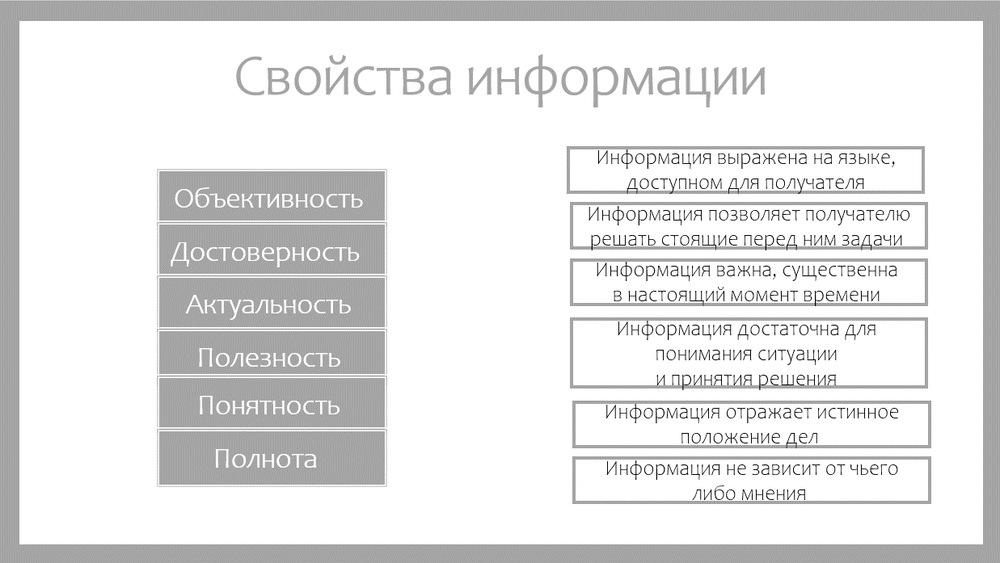 Свойства информации
Объективность
Достоверность
Актуальность
Полезность
Понятность
Полнота
Информация выражена на языке,
доступном для получателя
Информация позволяет получателю
решать стоящие перед ним задачи
Информация важна, существенна
в настоящий момент времени
Информация достаточна для
понимания ситуации
и принятия решения
Информация отражает истинное
положение дел
Информация не зависит от чьего
либо мнения